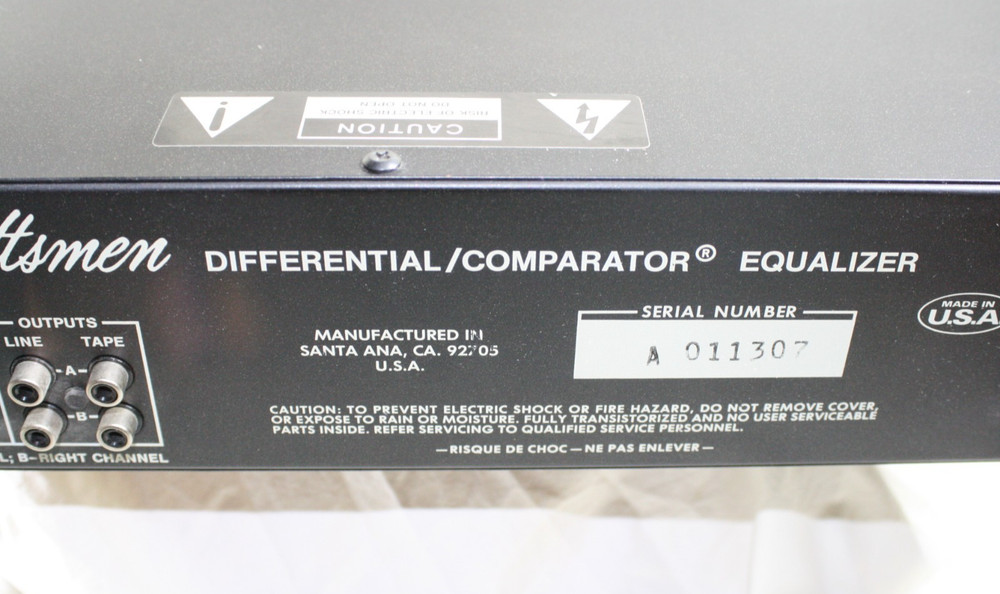 CAUTION
RISK OF ELECTRIC SHOCK
DO NOT OPEN
tsmen DIFFERENTIAL/COMPARATOR® EQUALIZER
OUTPUTS
LINE TAPE
-A-
-B-
L; B-RIGHT CHANNEL
MANUFACTURED IN
SANTA ANA, CA. 92705
U.S.A.
SERIAL NUMBER
A 011307
MADE IN
U.S.A
CAUTION: TO PREVENT ELECTRIC SHOCK OR FIRE HAZARD, DO NOT REMOVE COVER,
OR EXPOSE TO RAIN OR MOISTURE. FULLY TRANSISTORIZED AND NO USER SERVICEABLE
PARTS INSIDE. REFER SERVICING TO QUALIFIED SERVICE PERSONNEL.
—RISQUE DE CHOC—NE PAS ENLEVER—